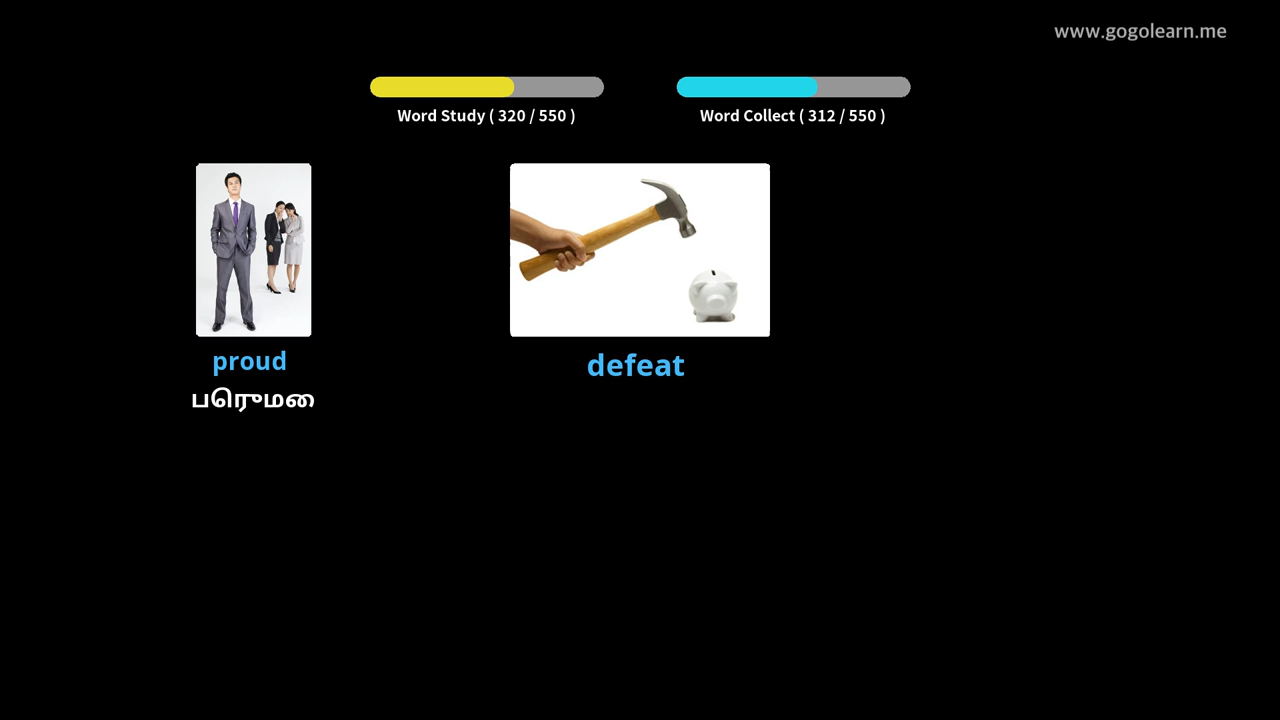 www.gogolearn.me
Word Study ( 320 / 550 )
Word Collect ( 312 / 550 )
proud
defeat
பெருமை